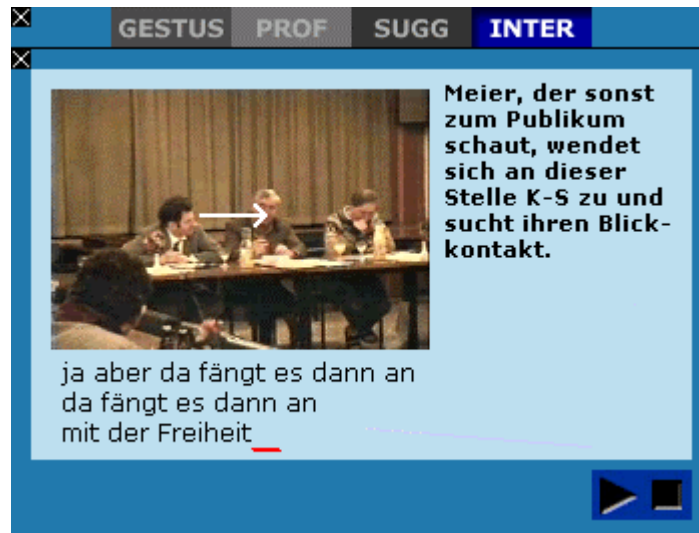 GESTUS PROF SUGG INTER
Meier, der sonst
zum Publikum
schaut, wendet
sich an dieser
Stelle K-S zu und
sucht ihren Blick-
kontakt.
ja aber da fängt es dann an
da fängt es dann an
mit der Freiheit